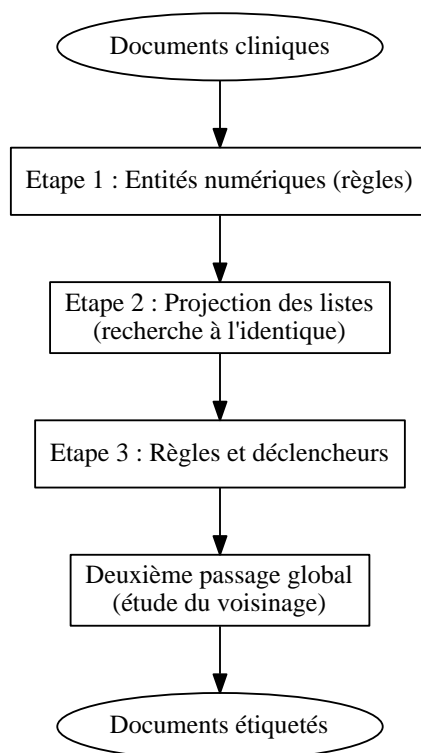 Documents cliniques
Etape 1 : Entités numériques (règles)
Etape 2 : Projection des listes
(recherche à l'identique)
Etape 3 : Règles et déclencheurs
Deuxième passage global
(étude du voisinage)
Documents étiquetés